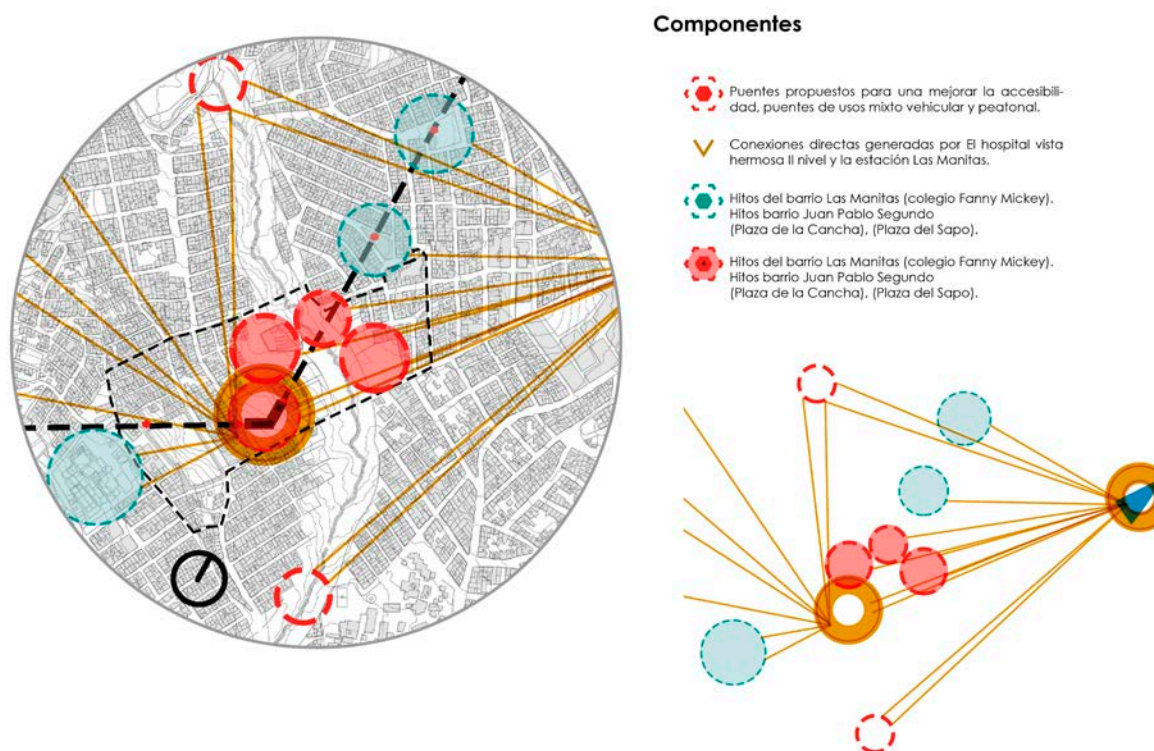 Componentes
Puentes propuestos para una mejorar la accesibili-
dad, puentes de usos mixto vehicular y peatonal.
Conexiones directas generadas por El hospital vista
hermosa II nivel y la estación Las Manitas.
Hitos del barrio Las Manitas (colegio Fanny Mickey).
Hitos barrio Juan Pablo Segundo
(Plaza de la Cancha), (Plaza del Sapo).
Hitos del barrio Las Manitas (colegio Fanny Mickey).
Hitos barrio Juan Pablo Segundo
(Plaza de la Cancha), (Plaza del Sapo).